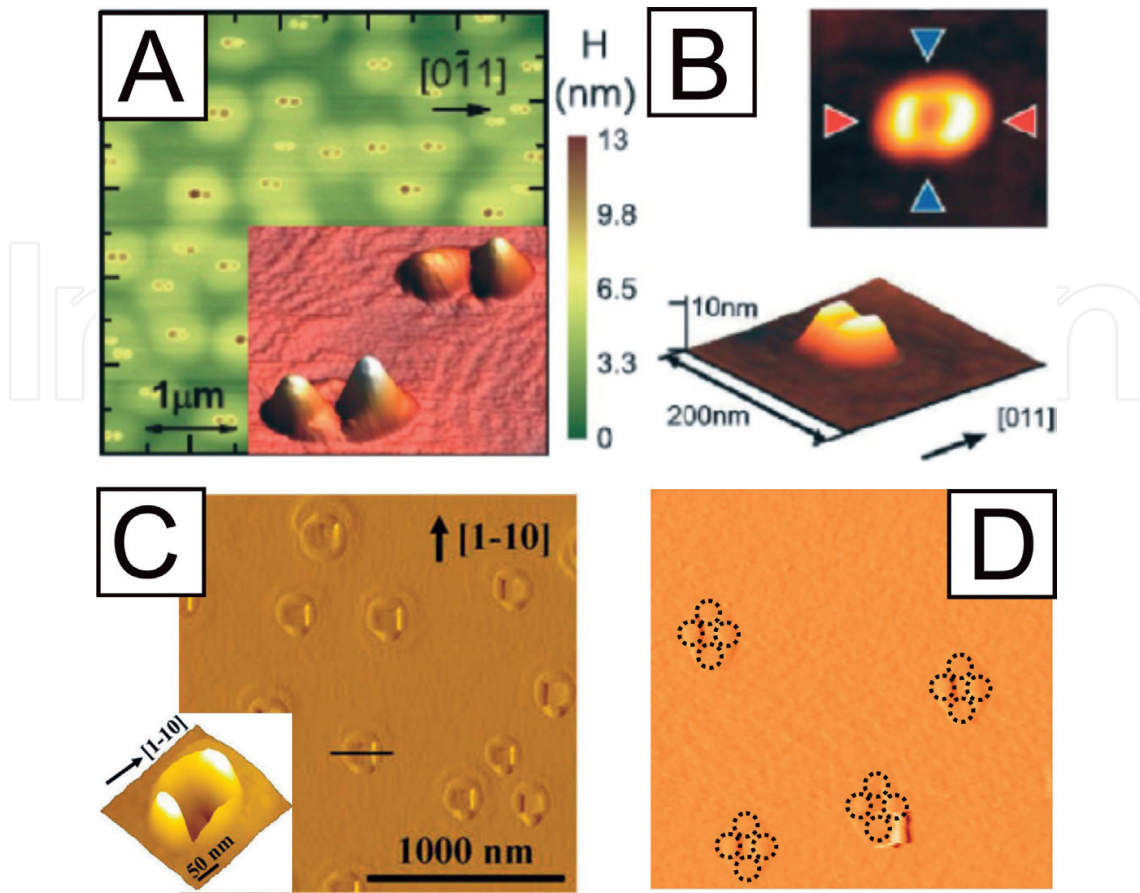 A
[01̄1]
H
(nm)
13
9.8
6.5
3.3
0
1μm
B
10nm
200nm
[011]
C
[1-10]
[1-10]
50 nm
1000 nm
D